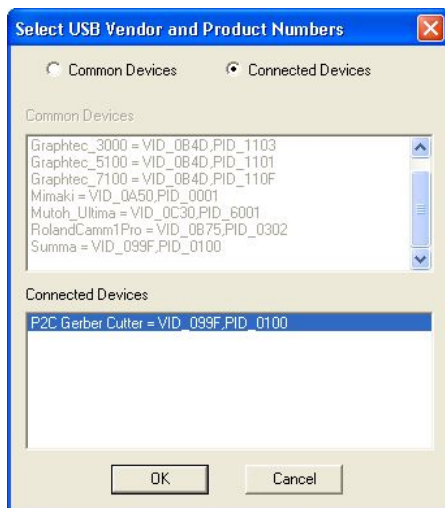 Select USB Vendor and Product Numbers
Common Devices
Connected Devices
Common Devices
Graphtec_3000 = VID_0B4D,PID_1103
Graphtec_5100 = VID_0B4D,PID_1101
Graphtec_7100 = VID_0B4D,PID_110F
Mimaki = VID_0A50,PID_0001
Mutoh_Ultima = VID_0C30,PID_6001
RolandCamm1Pro = VID_0B75,PID_0302
Summa = VID_099F,PID_0100
Connected Devices
P2C Gerber Cutter = VID_099F,PID_0100
OK
Cancel